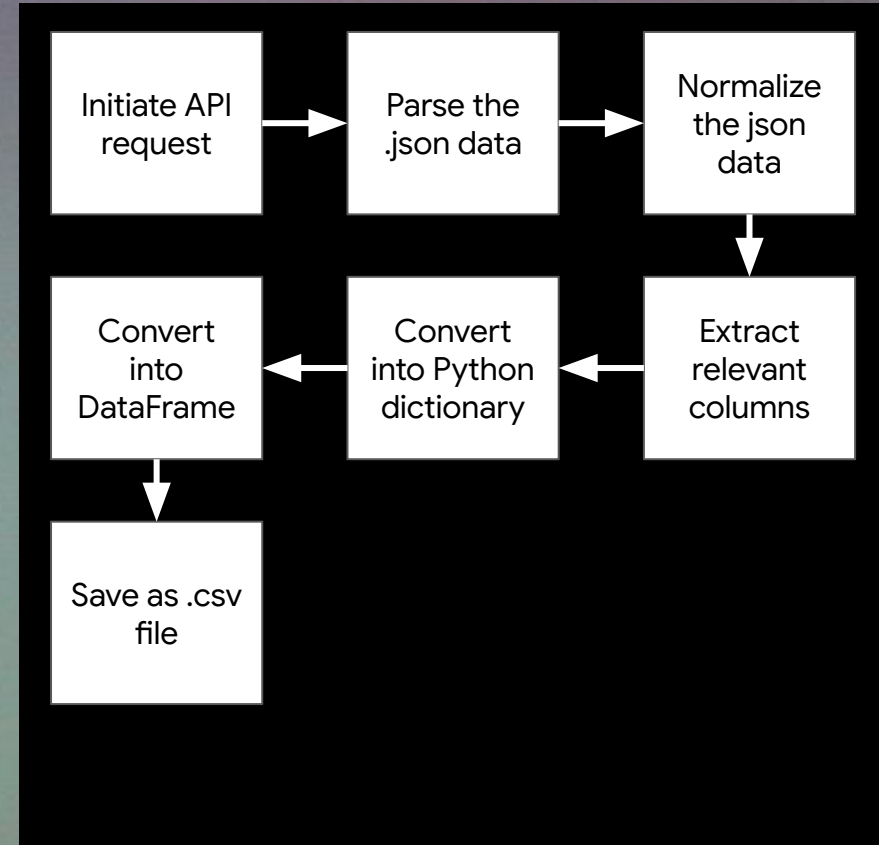 Initiate API
request
Parse the
.json data
Normalize
the json
data
Extract
relevant
columns
Convert
into Python
dictionary
Convert
into
DataFrame
Save as .csv
file